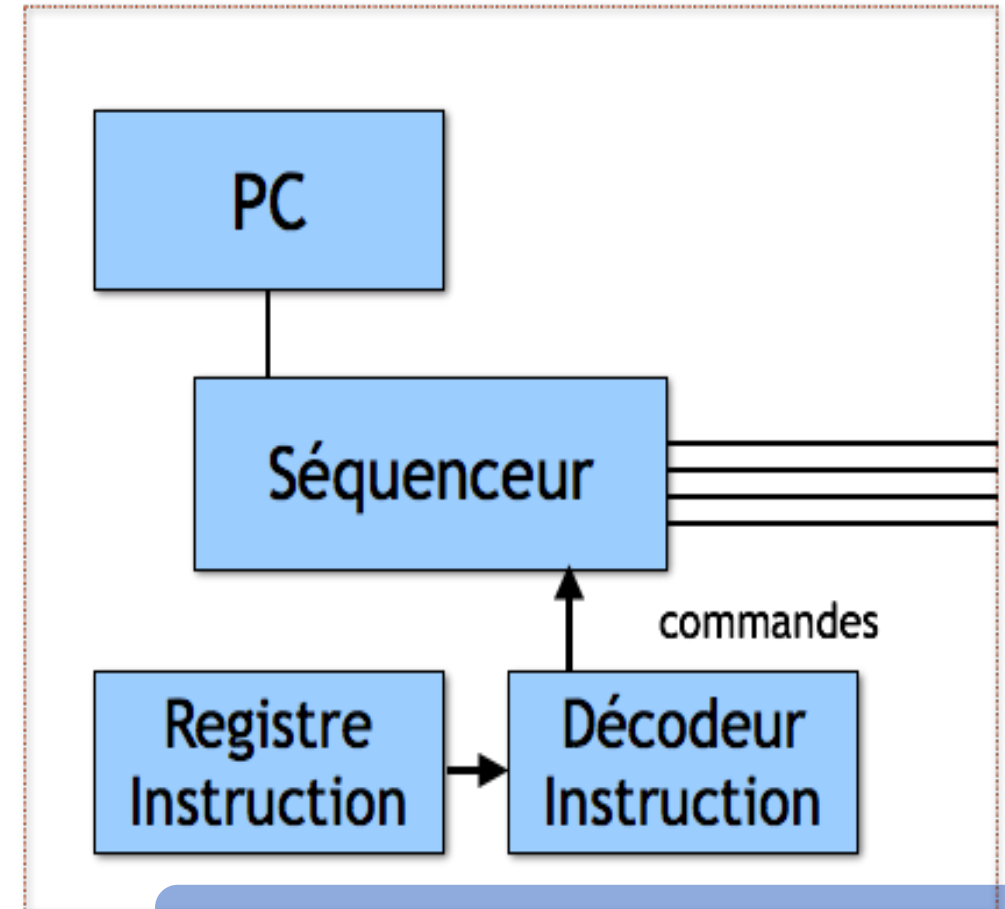 PC
Séquenceur
commandes
Registre
Instruction
Décodeur
Instruction